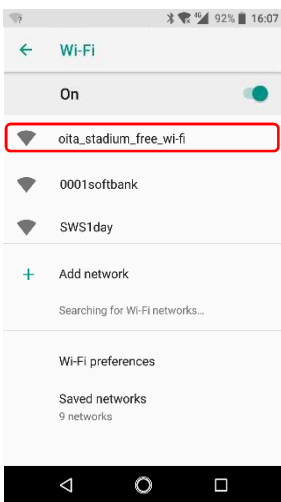 4G 92% 16:07
Wi-Fi
On
oita_stadium_free_wi-fi
0001softbank
SWS1day
Add network
Searching for Wi-Fi networks...
Wi-Fi preferences
Saved networks
9 networks